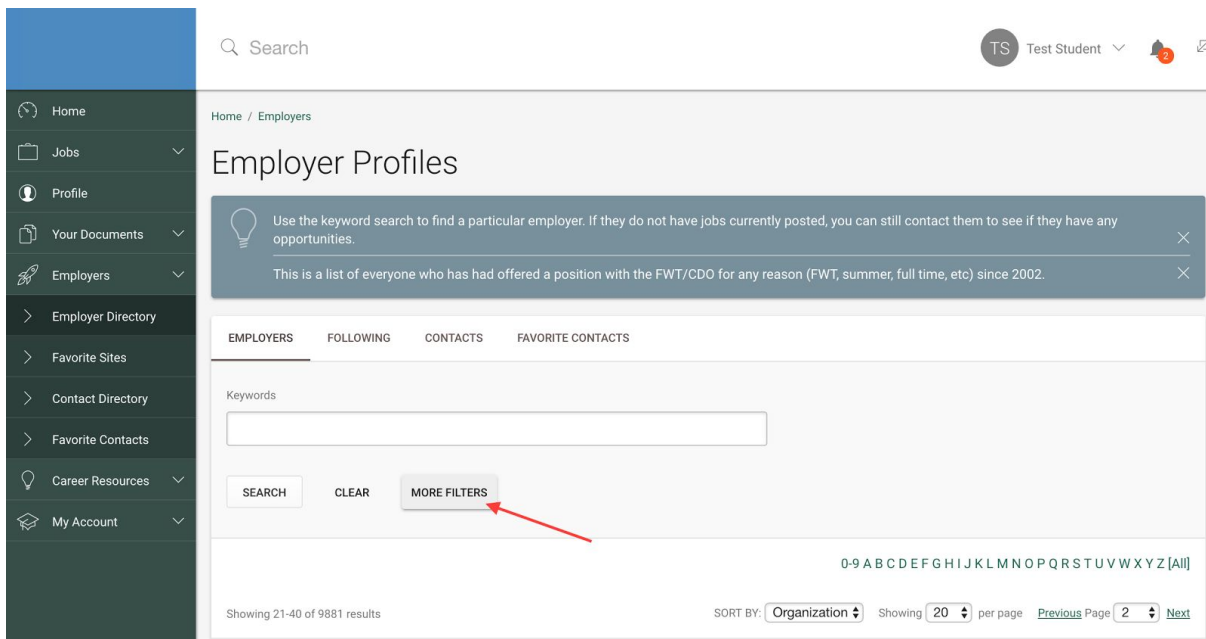 Search
TS Test Student
2
Home
Jobs
Profile
Your Documents
Employers
Employer Directory
Favorite Sites
Contact Directory
Favorite Contacts
Career Resources
My Account
Home / Employers
Employer Profiles
Use the keyword search to find a particular employer. If they do not have jobs currently posted, you can still contact them to see if they have any
opportunities.
This is a list of everyone who has had offered a position with the FWT/CDO for any reason (FWT, summer, full time, etc) since 2002.
EMPLOYERS FOLLOWING CONTACTS FAVORITE CONTACTS
Keywords
SEARCH CLEAR MORE FILTERS
0-9 A B C D E F G H I J K L M N O P Q R S T U V W X Y Z [All]
Showing 21-40 of 9881 results SORT BY: Organization Showing 20 per page Previous Page 2 Next